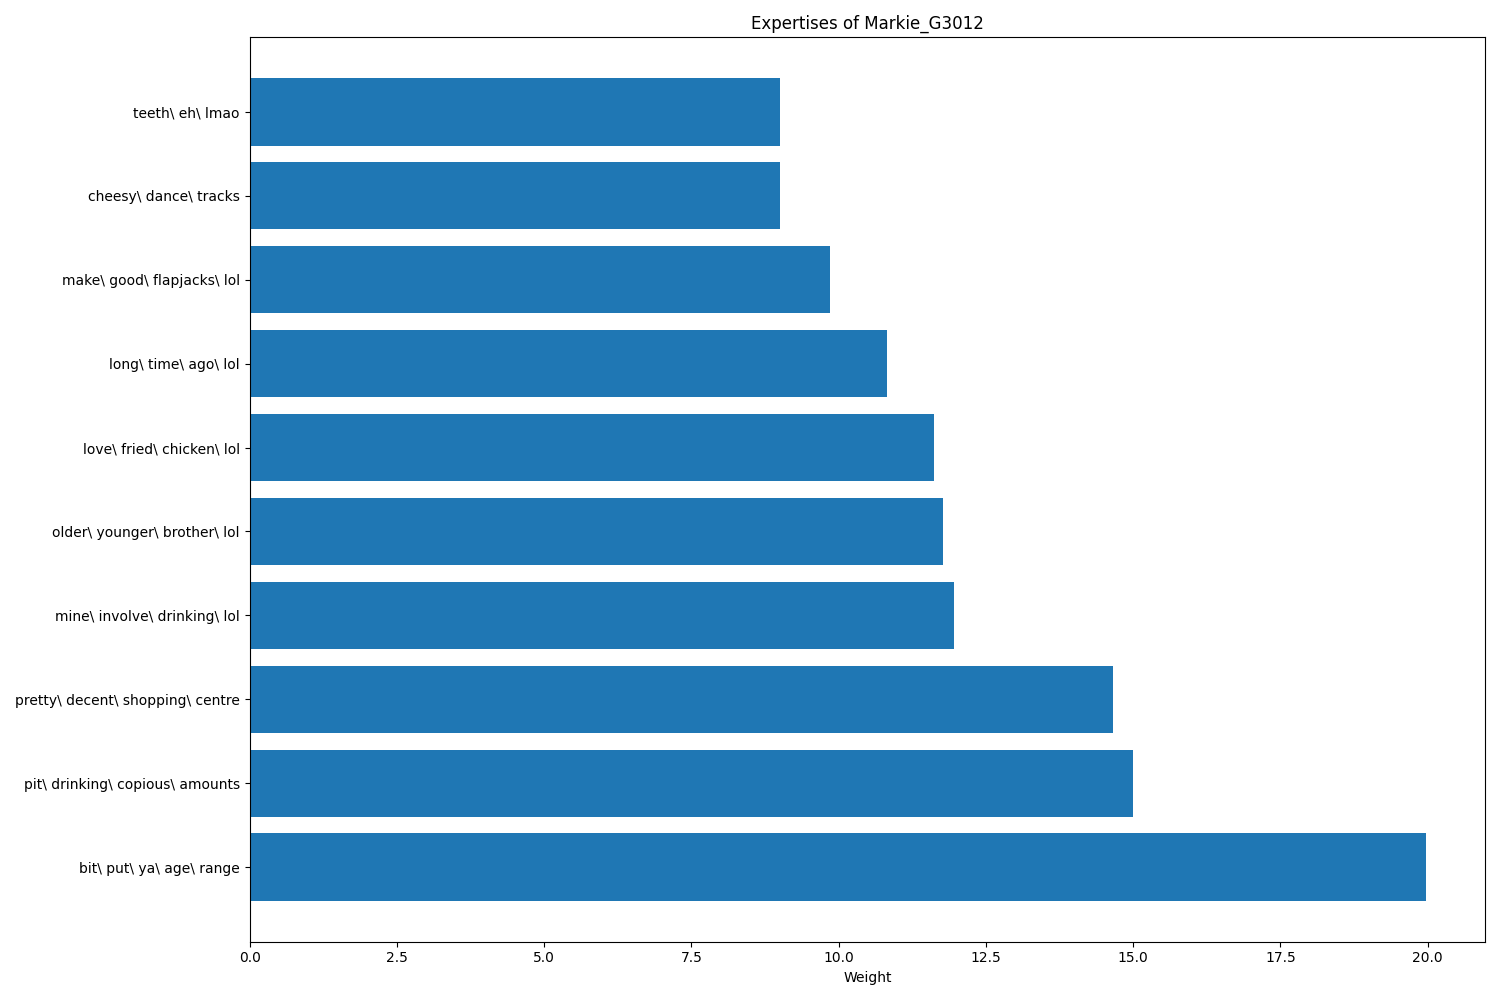 Expertises of Markie_G3012
teeth\ eh\ lmao
cheesy\ dance\ tracks
make\ good\ flapjacks\ lol
long\ time\ ago\ lol
love\ fried\ chicken\ lol
older\ younger\ brother\ lol
mine\ involve\ drinking\ lol
pretty\ decent\ shopping\ centre
pit\ drinking\ copious\ amounts
bit\ put\ ya\ age\ range
0.0 2.5 5.0 7.5 10.0 12.5 15.0 17.5 20.0
Weight